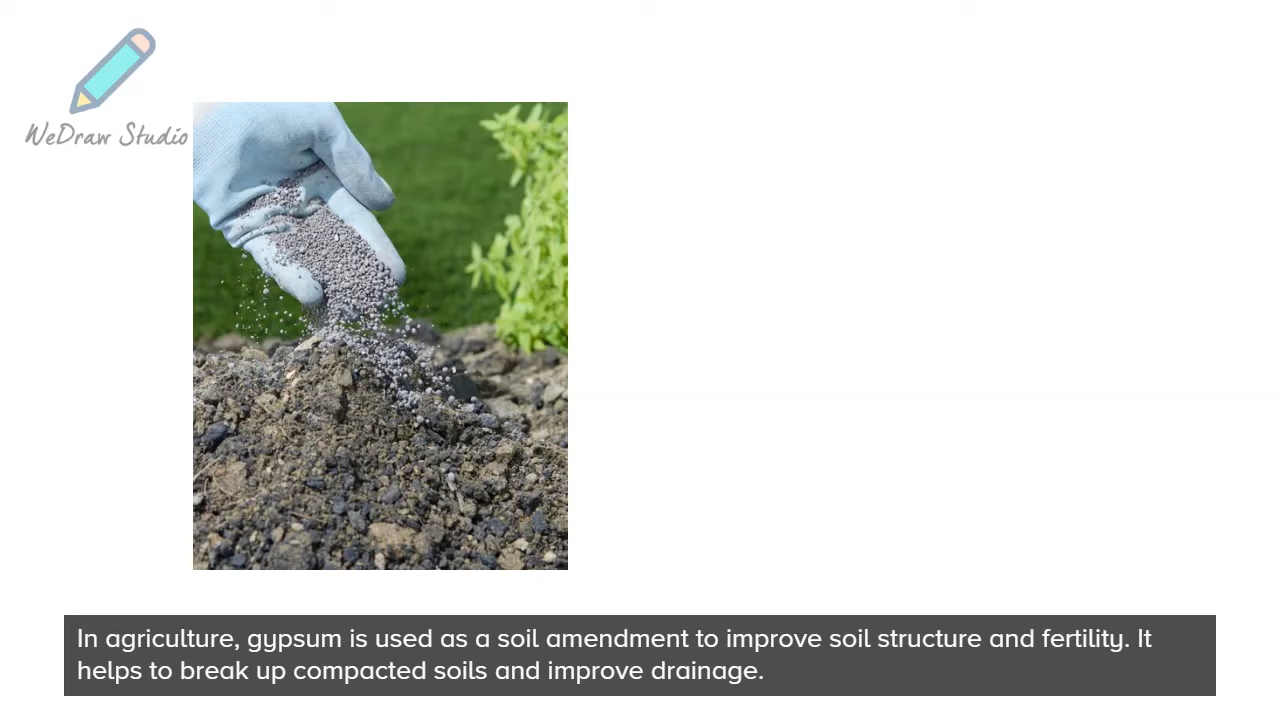 WeDraw Studio
In agriculture, gypsum is used as a soil amendment to improve soil structure and fertility. It
helps to break up compacted soils and improve drainage.